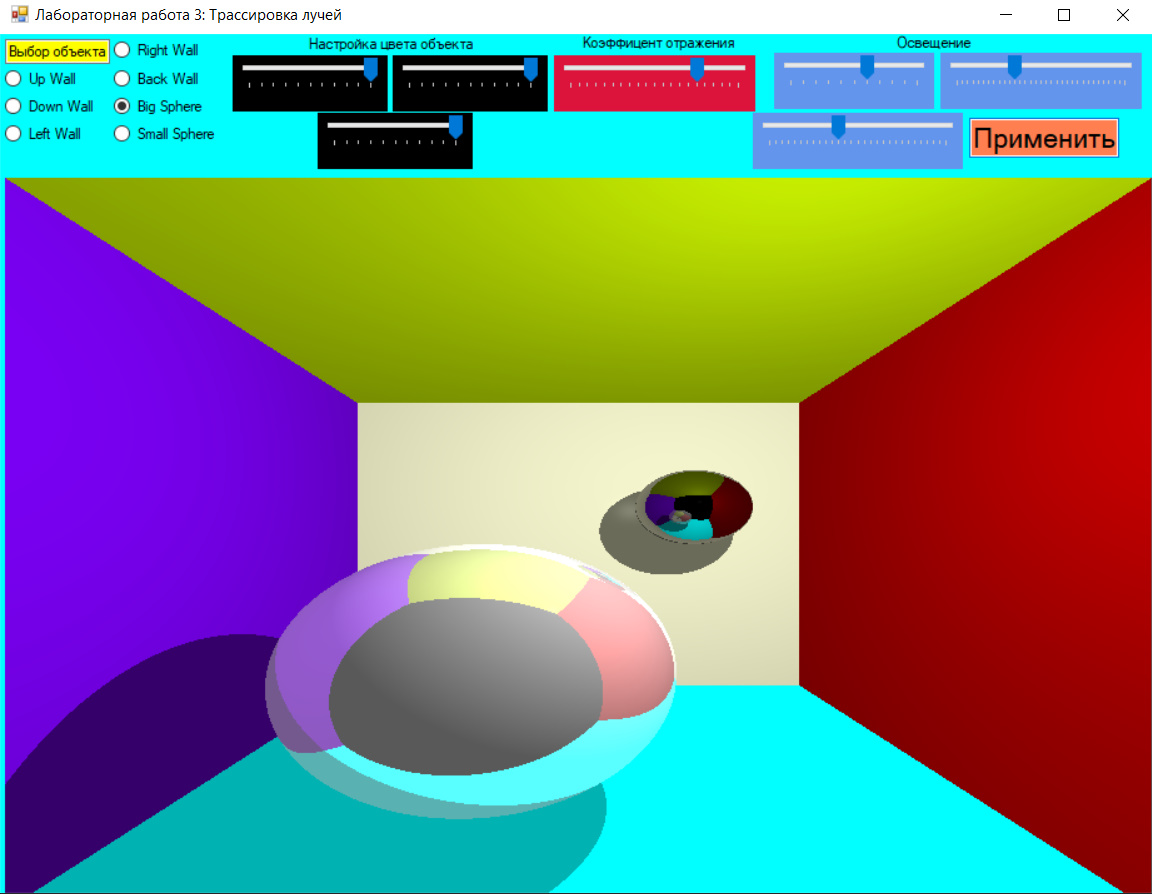 Лабораторная работа 3: Трассировка лучей
Выбор объекта
Right Wall
Up Wall
Back Wall
Down Wall
Big Sphere
Left Wall
Small Sphere
Настройка цвета объекта
Коэффицент отражения
Освещение
Применить